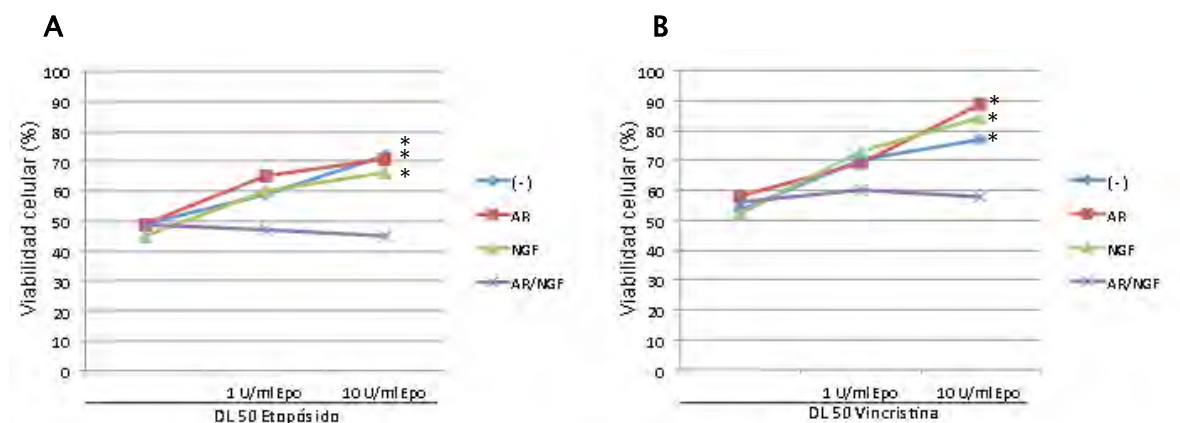 A
Viabilidad celular (%)
100
90
80
70
60
50
40
30
20
10
0
*
*
*
1 U/ml Epo
10 U/ml Epo
DL 50 Etopósido
(-)
AR
NGF
AR/NGF
B
Viabilidad celular (%)
100
90
80
70
60
50
40
30
20
10
0
*
*
*
1 U/ml Epo
10 U/ml Epo
DL 50 Vincristina
(-)
AR
NGF
AR/NGF